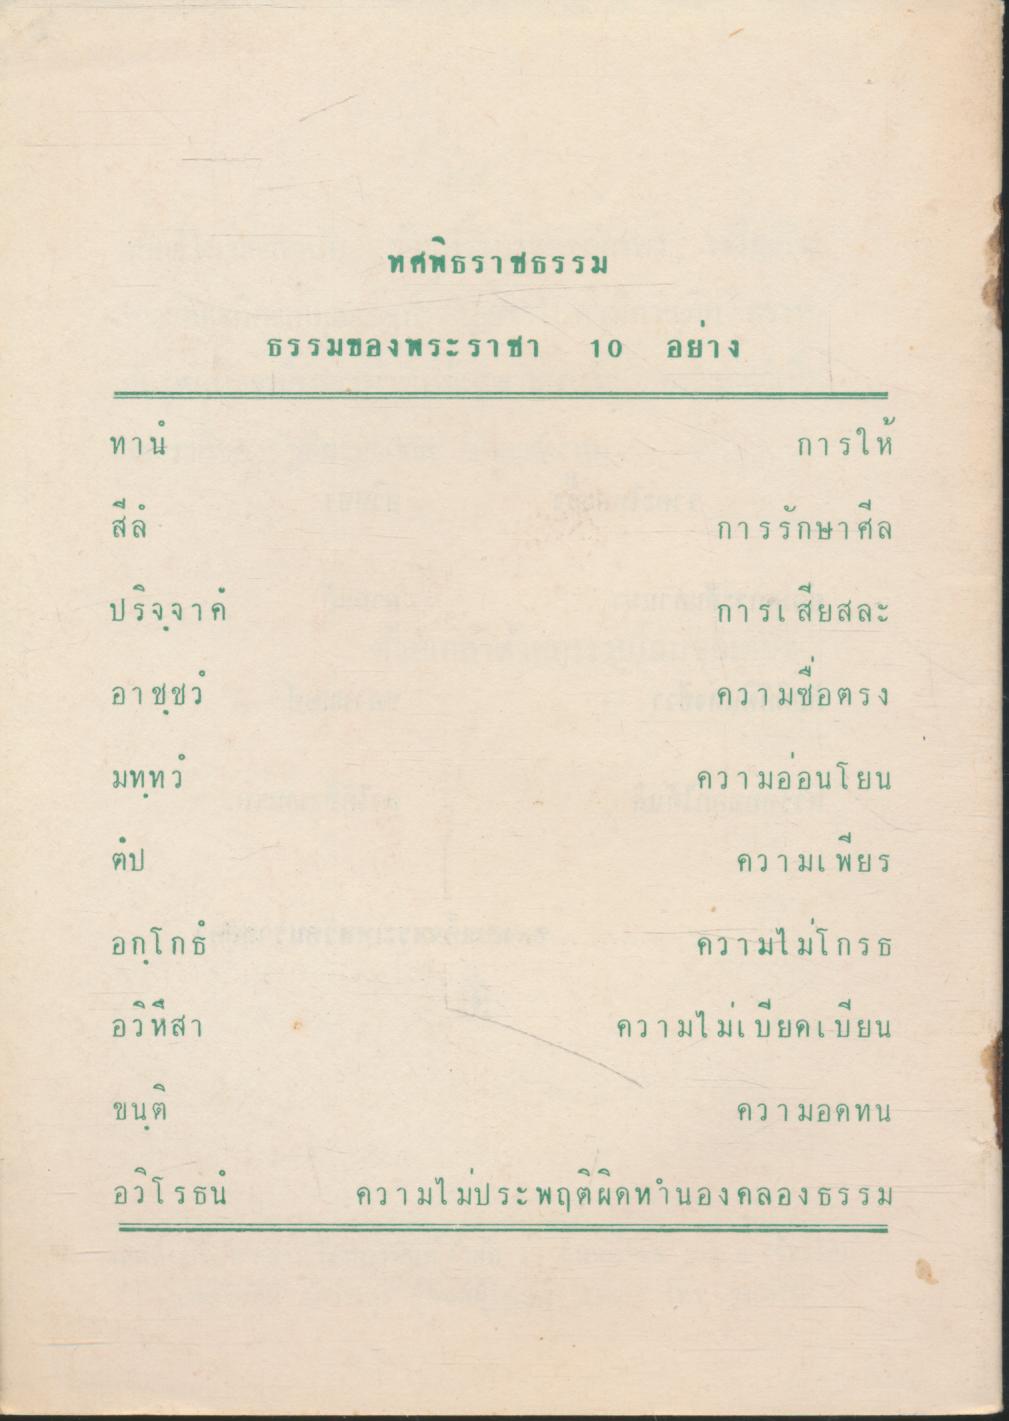 ทศพิธราชธรรม
ธรรมของพระราชา 10 อย่าง
ทานํ การให้
สีลํ การรักษาศีล
ปริจฺจาคํ การเสียสละ
อาชฺชวํ ความซื่อตรง
มทฺทวํ ความอ่อนโยน
ตํป ความเพียร
อกฺโกธํ ความไม่โกรธ
อวิหึสา ความไม่เบียดเบียน
ขนฺติ ความอดทน
อวิโรธนํ ความไม่ประพฤติผิดทำนองคลองธรรม